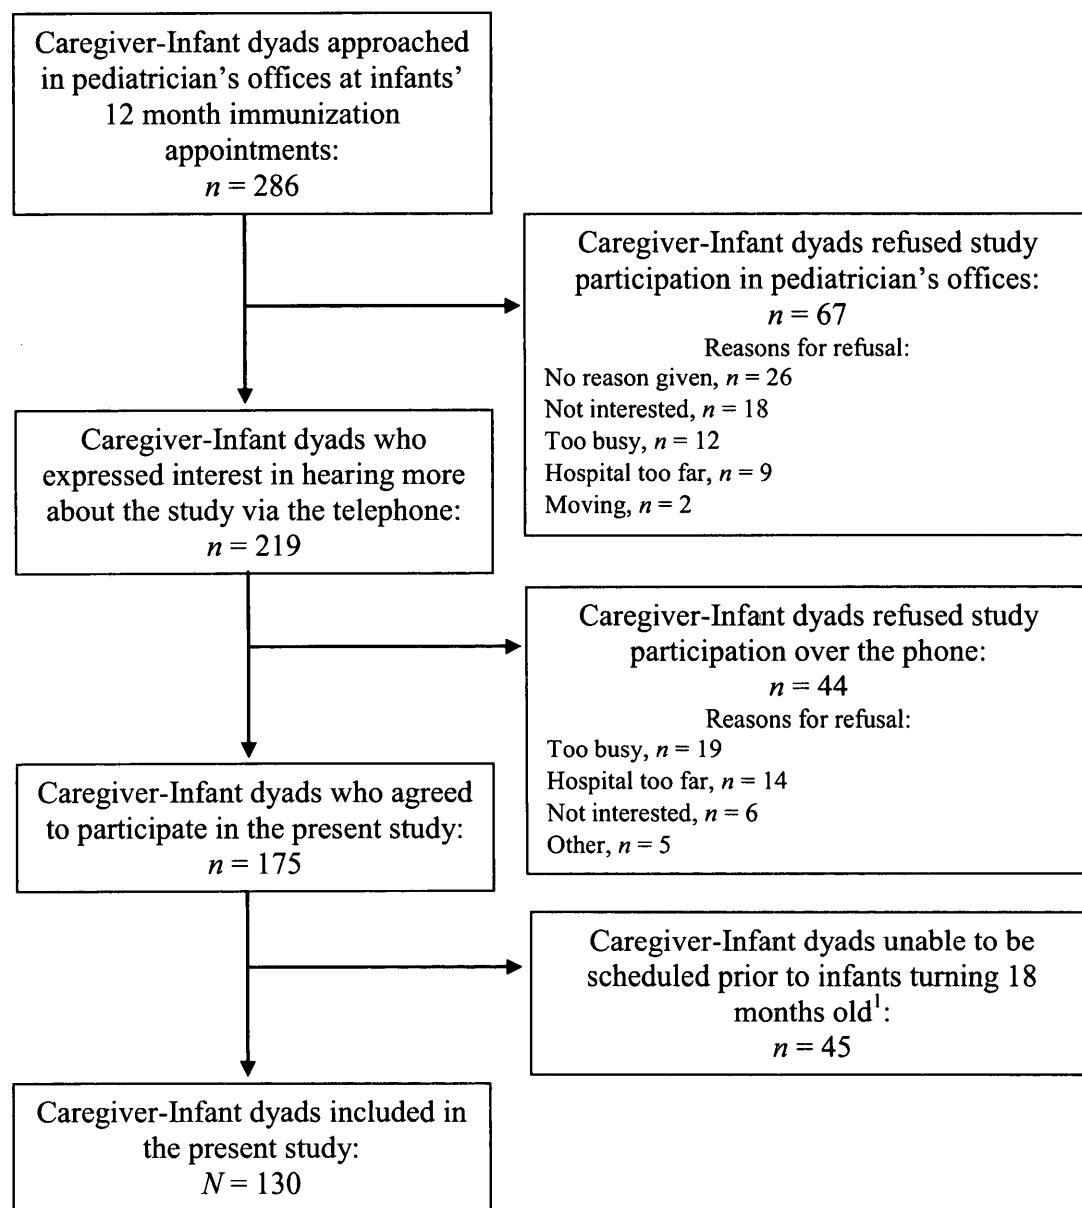 Caregiver-Infant dyads approached
in pediatrician's offices at infants'
12 month immunization
appointments:
n = 286
Caregiver-Infant dyads refused study
participation in pediatrician's offices:
n = 67
Reasons for refusal:
No reason given, n = 26
Not interested, n = 18
Too busy, n = 12
Hospital too far, n = 9
Moving, n = 2
Caregiver-Infant dyads who
expressed interest in hearing more
about the study via the telephone:
n = 219
Caregiver-Infant dyads refused study
participation over the phone:
n = 44
Reasons for refusal:
Too busy, n = 19
Hospital too far, n = 14
Not interested, n = 6
Other, n = 5
Caregiver-Infant dyads who agreed
to participate in the present study:
n = 175
Caregiver-Infant dyads unable to be
scheduled prior to infants turning 18
months old¹:
n = 45
Caregiver-Infant dyads included in
the present study:
N = 130